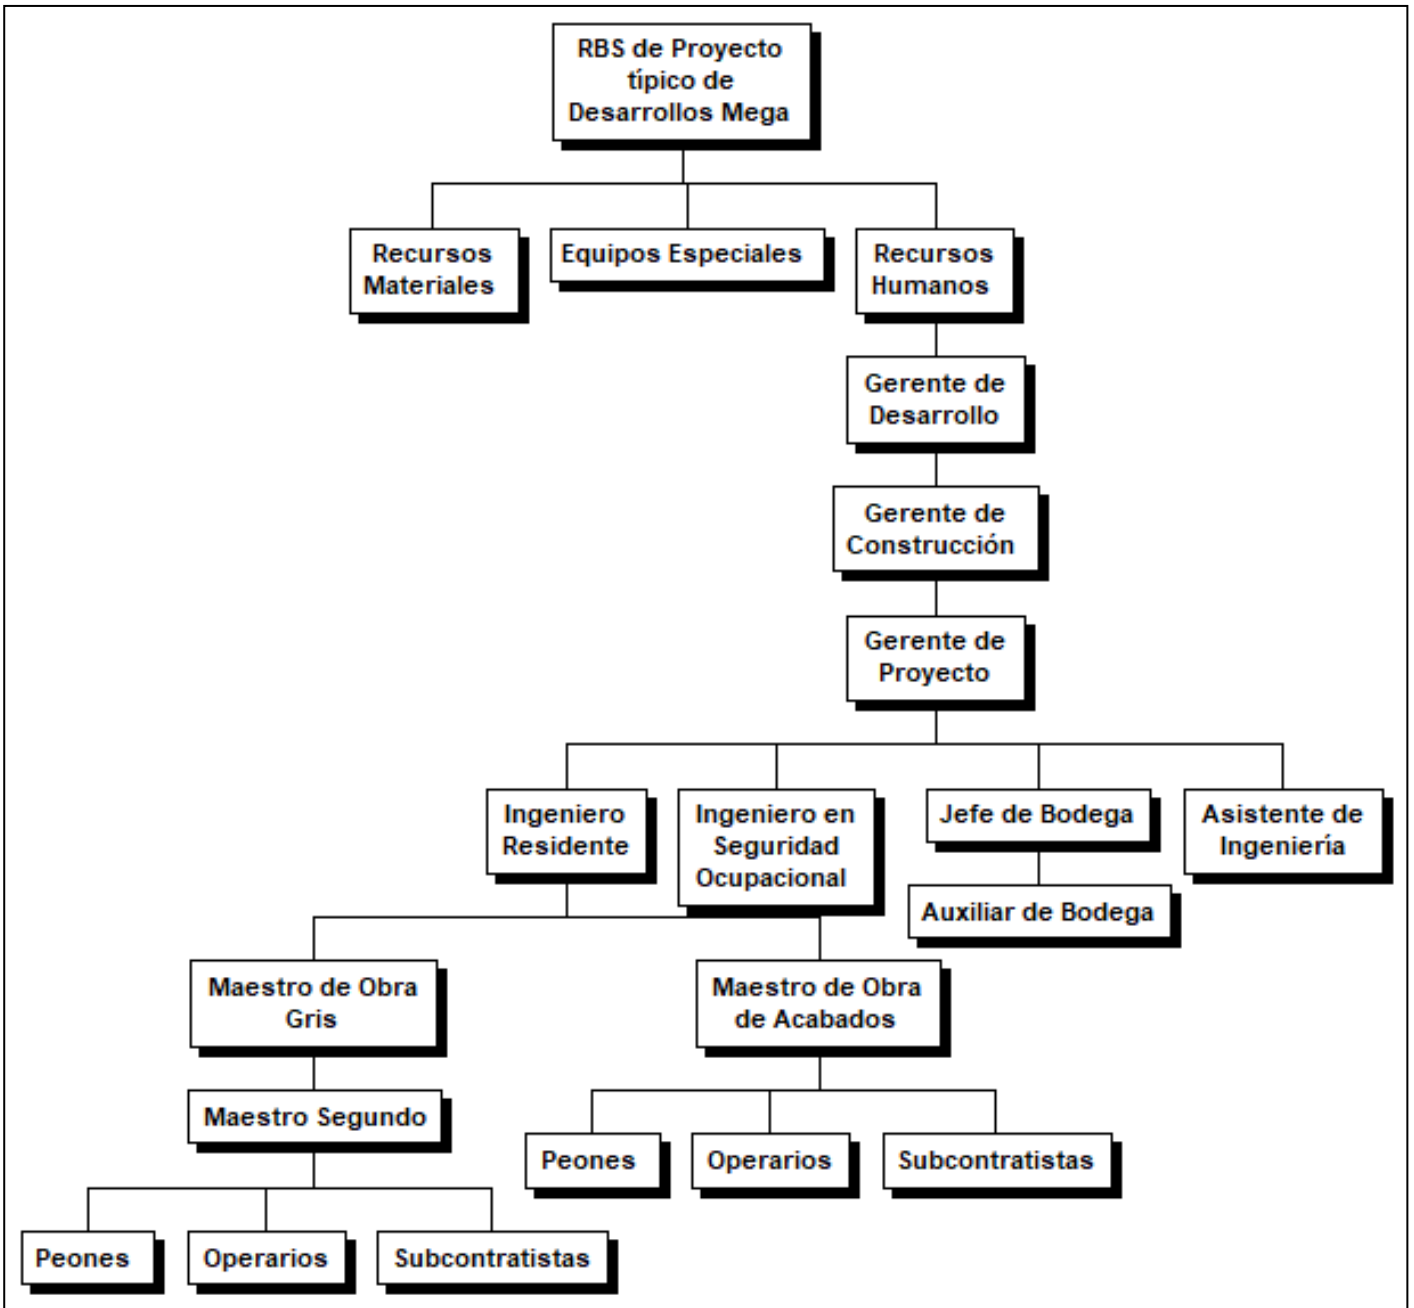 RBS de Proyecto
típico de
Desarrollos Mega
Recursos
Materiales
Equipos Especiales
Recursos
Humanos
Gerente de
Desarrollo
Gerente de
Construcción
Gerente de
Proyecto
Ingeniero
Residente
Ingeniero en
Seguridad
Ocupacional
Jefe de Bodega
Asistente de
Ingeniería
Auxiliar de Bodega
Maestro de Obra
Gris
Maestro de Obra
de Acabados
Maestro Segundo
Peones
Operarios
Subcontratistas
Peones
Operarios
Subcontratistas